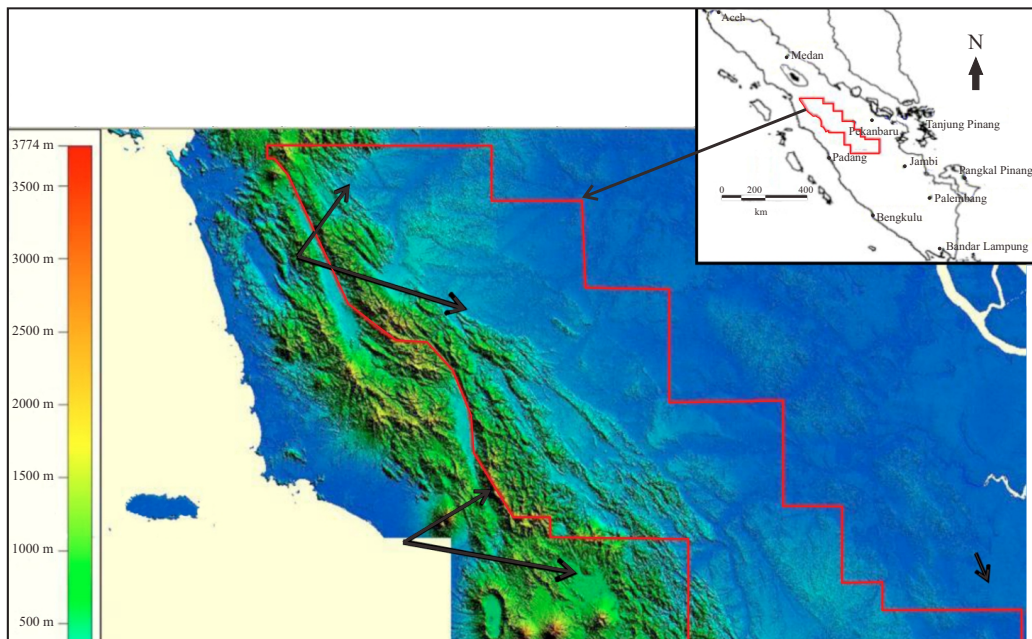 Aceh
N
Medan
Tanjung Pinang
Pekanbaru
Padang
Jambi
Pangkal Pinang
0 200 400
km
Palembang
Bengkulu
Bandar Lampung
3774 m
3500 m
3000 m
2500 m
2000 m
1500 m
1000 m
500 m